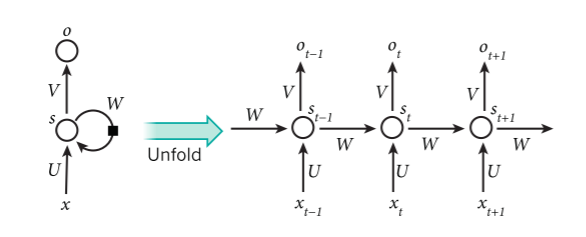 o
V
W
s
U
x
Unfold
o_{t-1} o_t o_{t+1}
V V V
W s_{t-1} s_t s_{t+1}
W W W
U U U
x_{t-1} x_t x_{t+1}